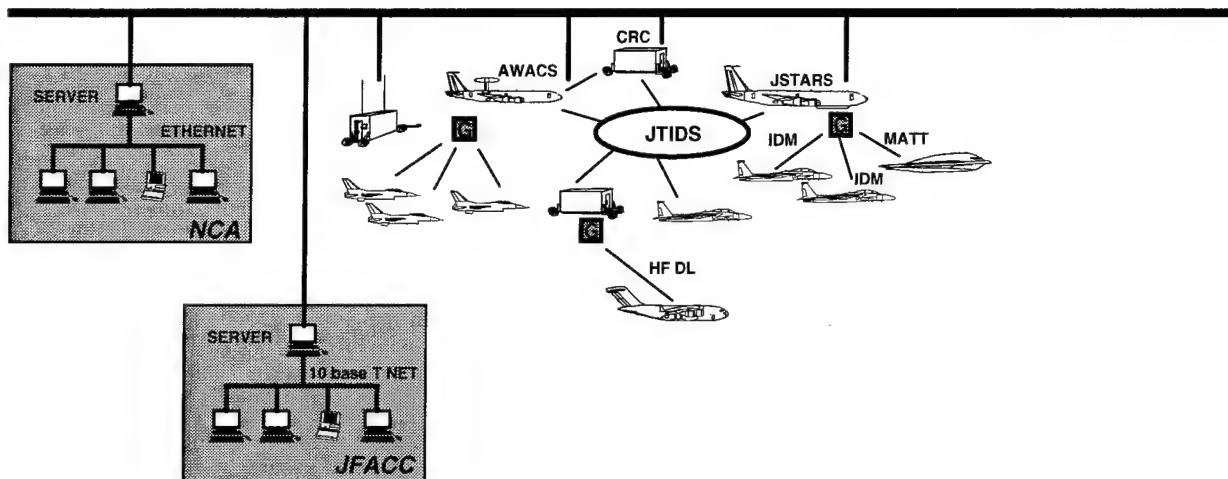 CRC
AWACS
JSTARS
SERVER
ETHERNET
G
JTIDS
G
IDM
MATT
IDM
NCA
G
HF DL
SERVER
10 base T NET
JFACC